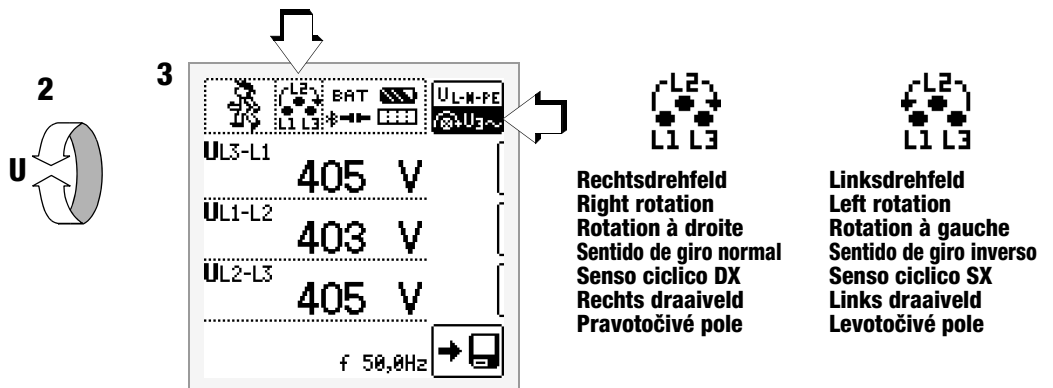 2
U
3
L2
L1 L3
BAT
UL-N-PE
U3~
UL3-L1
405 V
UL1-L2
403 V
UL2-L3
405 V
f 50,0Hz
L2
L1 L3
Rechtsdrehfeld
Right rotation
Rotation à droite
Sentido de giro normal
Senso ciclico DX
Rechts draaiveld
Pravotočivé pole
L2
L1 L3
Linksdrehfeld
Left rotation
Rotation à gauche
Sentido de giro inverso
Senso ciclico SX
Links draaiveld
Levotočivé pole